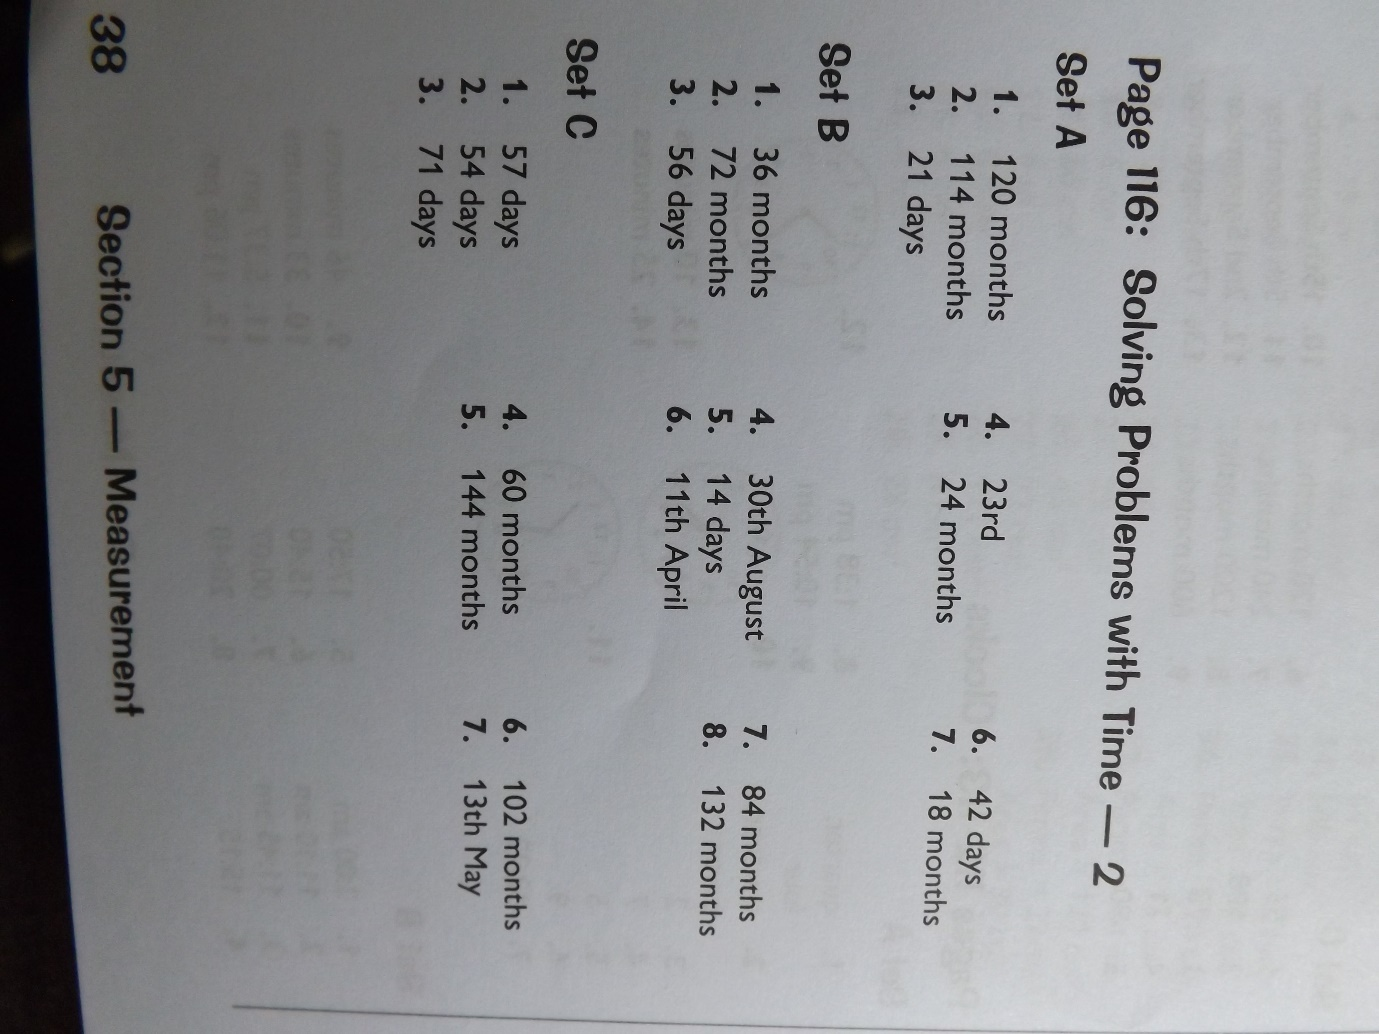 Page 116: Solving Problems with Time — 2
Set A
1. 120 months 4. 23rd 6. 42 days
2. 114 months 5. 24 months 7. 18 months
3. 21 days
Set B
1. 36 months 4. 30th August 7. 84 months
2. 72 months 5. 14 days 8. 132 months
3. 56 days 6. 11th April
Set C
1. 57 days 4. 60 months 6. 102 months
2. 54 days 5. 144 months 7. 13th May
3. 71 days
38 Section 5 — Measurement